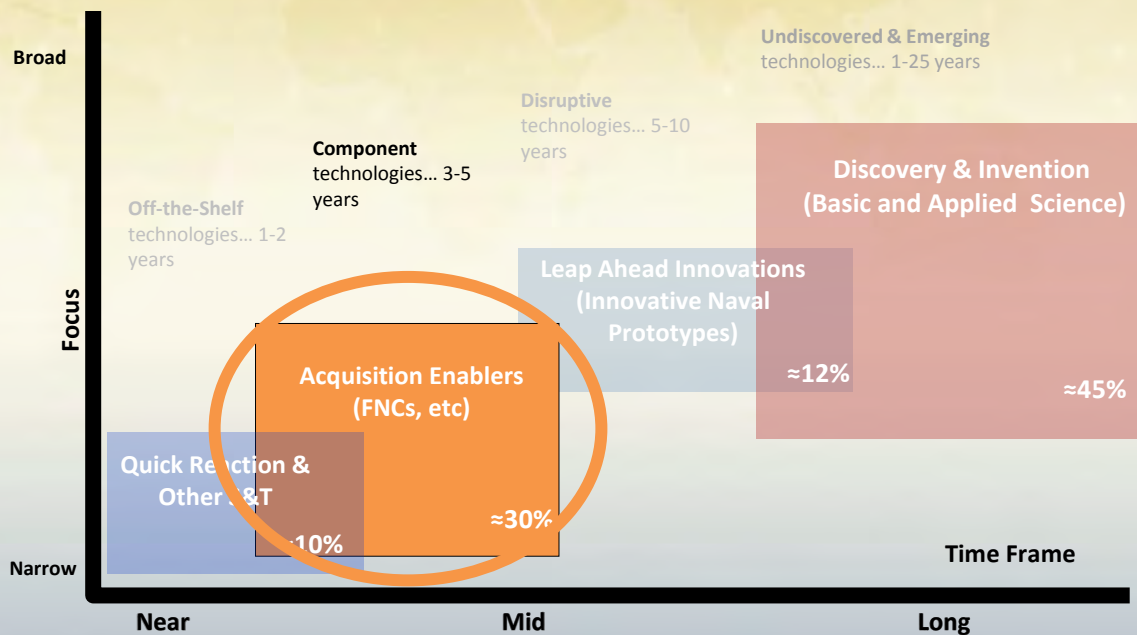 Broad
Undiscovered & Emerging
technologies... 1-25 years
Disruptive
technologies... 5-10
years
Component
technologies... 3-5
years
Off-the-Shelf
technologies... 1-2
years
Discovery & Invention
(Basic and Applied Science)
≈45%
Leap Ahead Innovations
(Innovative Naval
Prototypes)
≈12%
Focus
Acquisition Enablers
(FNCs, etc)
≈30%
Quick Reaction &
Other S&T
≈10%
Narrow
Time Frame
Near
Mid
Long